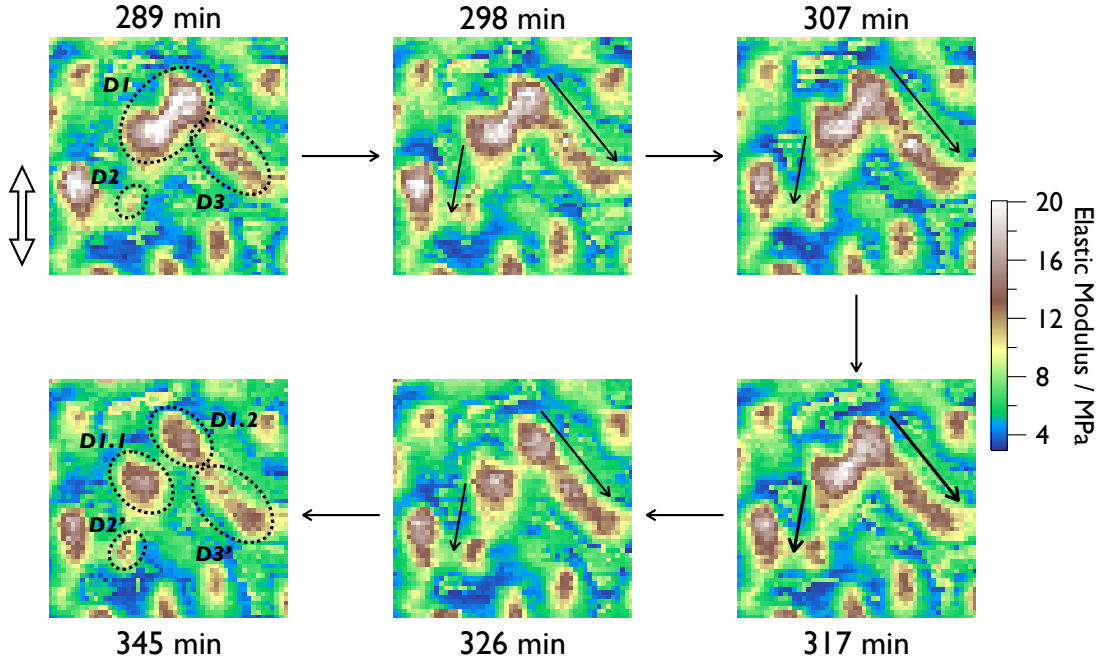 289 min
298 min
307 min
D1
D2
D3
20
16
12
8
4
Elastic Modulus / MPa
D1.2
D1.1
D2'
D3'
345 min
326 min
317 min